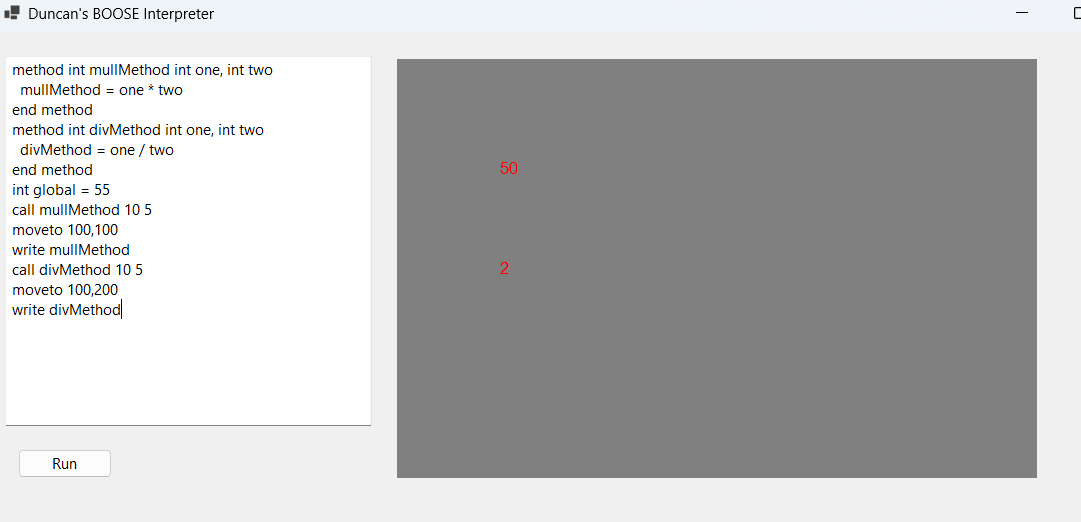 Duncan's BOOSE Interpreter
method int mullMethod int one, int two
mullMethod = one * two
end method
method int divMethod int one, int two
divMethod = one / two
end method
int global = 55
call mullMethod 10 5
moveto 100,100
write mullMethod
call divMethod 10 5
moveto 100,200
write divMethod
Run
50
2